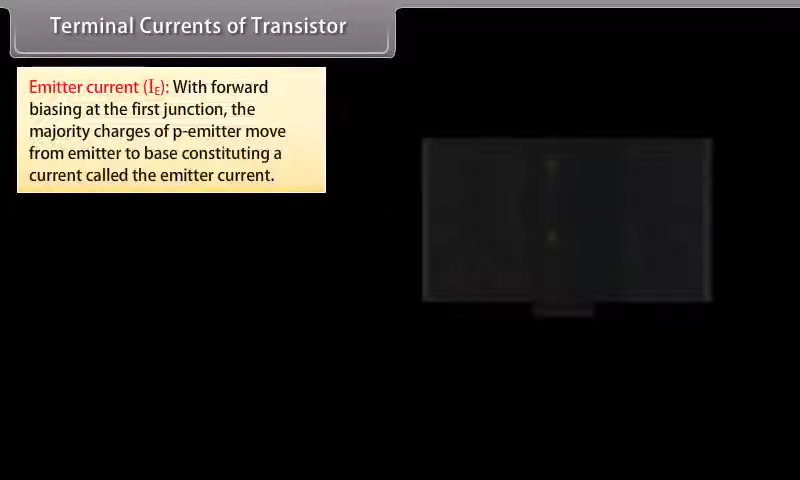 Terminal Currents of Transistor
Emitter current (I_E): With forward
biasing at the first junction, the
majority charges of p-emitter move
from emitter to base constituting a
current called the emitter current.